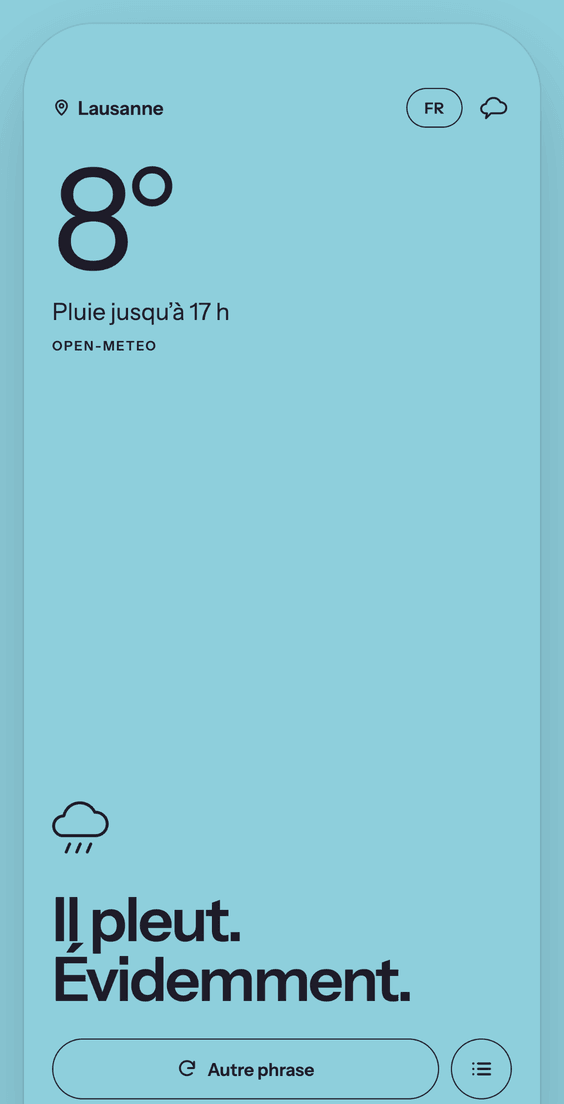 Lausanne
FR
8°
Pluie jusqu’à 17 h
OPEN-METEO
Il pleut.
Évidemment.
Autre phrase